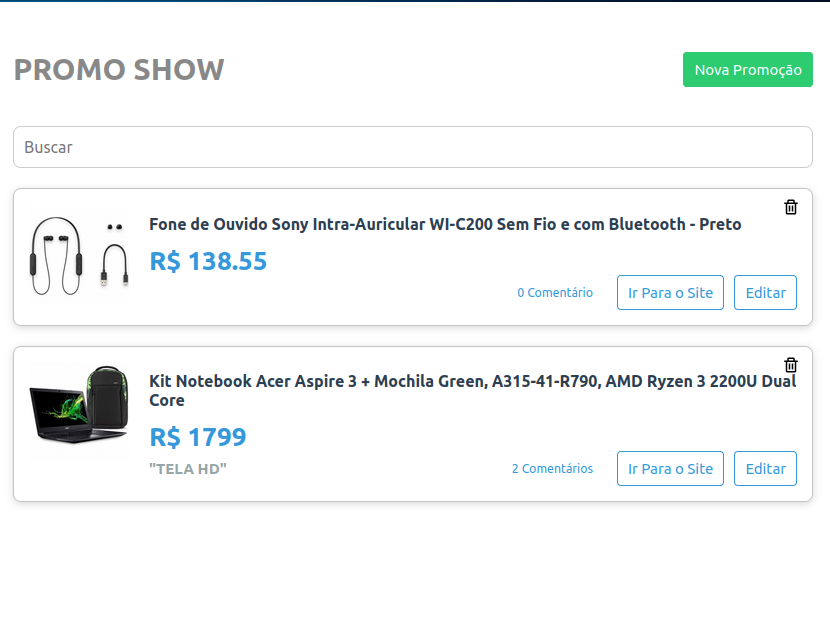 PROMO SHOW
Nova Promoção
Buscar
Fone de Ouvido Sony Intra-Auricular WI-C200 Sem Fio e com Bluetooth - Preto
R$ 138.55
0 Comentário
Ir Para o Site
Editar
Kit Notebook Acer Aspire 3 + Mochila Green, A315-41-R790, AMD Ryzen 3 2200U Dual
Core
R$ 1799
"TELA HD"
2 Comentários
Ir Para o Site
Editar